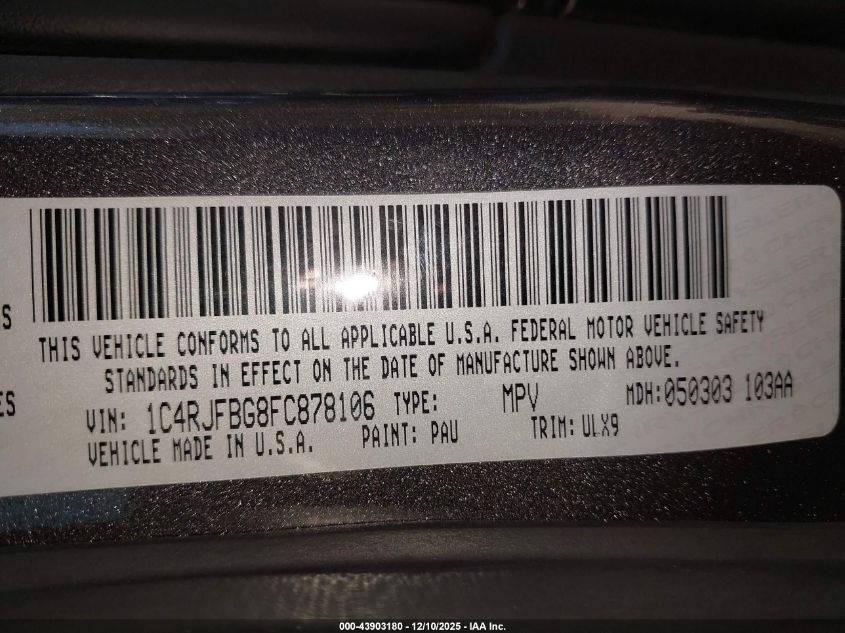 S
THIS VEHICLE CONFORMS TO ALL APPLICABLE U.S.A. FEDERAL MOTOR VEHICLE SAFETY
STANDARDS IN EFFECT ON THE DATE OF MANUFACTURE SHOWN ABOVE.
ES
VIN: 1C4RJFBG8FC878106 TYPE: MPV MDH:050303 103AA
VEHICLE MADE IN U.S.A. PAINT: PAU TRIM: ULX9
000-43903180 - 12/10/2025 - IAA Inc.